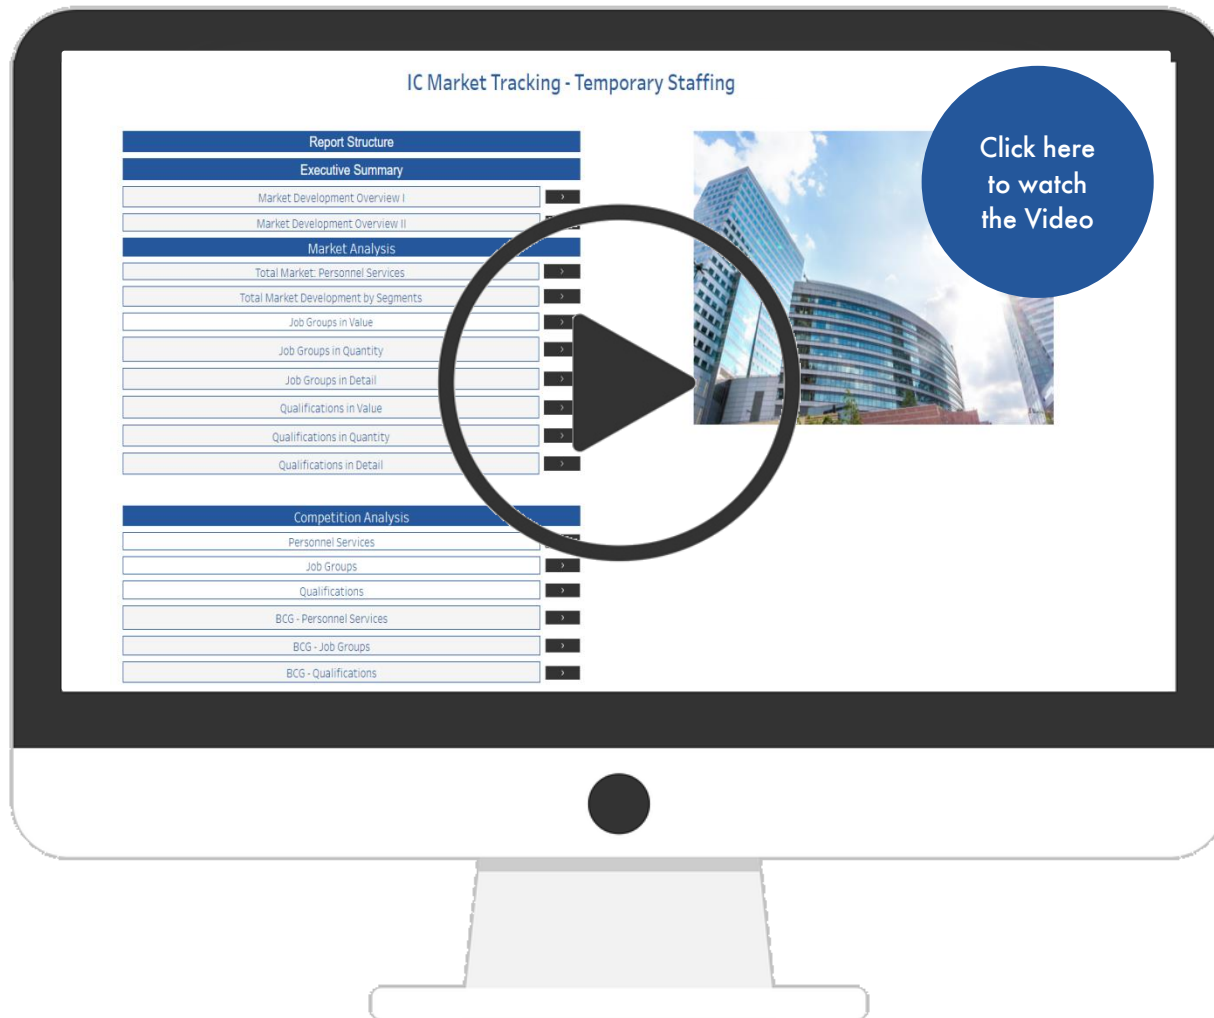 IC Market Tracking - Temporary Staffing
Click here
to watch
the Video
Report Structure
Executive Summary
Market Development Overview I
Market Development Overview II
Market Analysis
Total Market: Personnel Services
Total Market Development by Segments
Job Groups in Value
Job Groups in Quantity
Job Groups in Detail
Qualifications in Value
Qualifications in Quantity
Qualifications in Detail
Competition Analysis
Personnel Services
Job Groups
Qualifications
BCG - Personnel Services
BCG - Job Groups
BCG - Qualifications